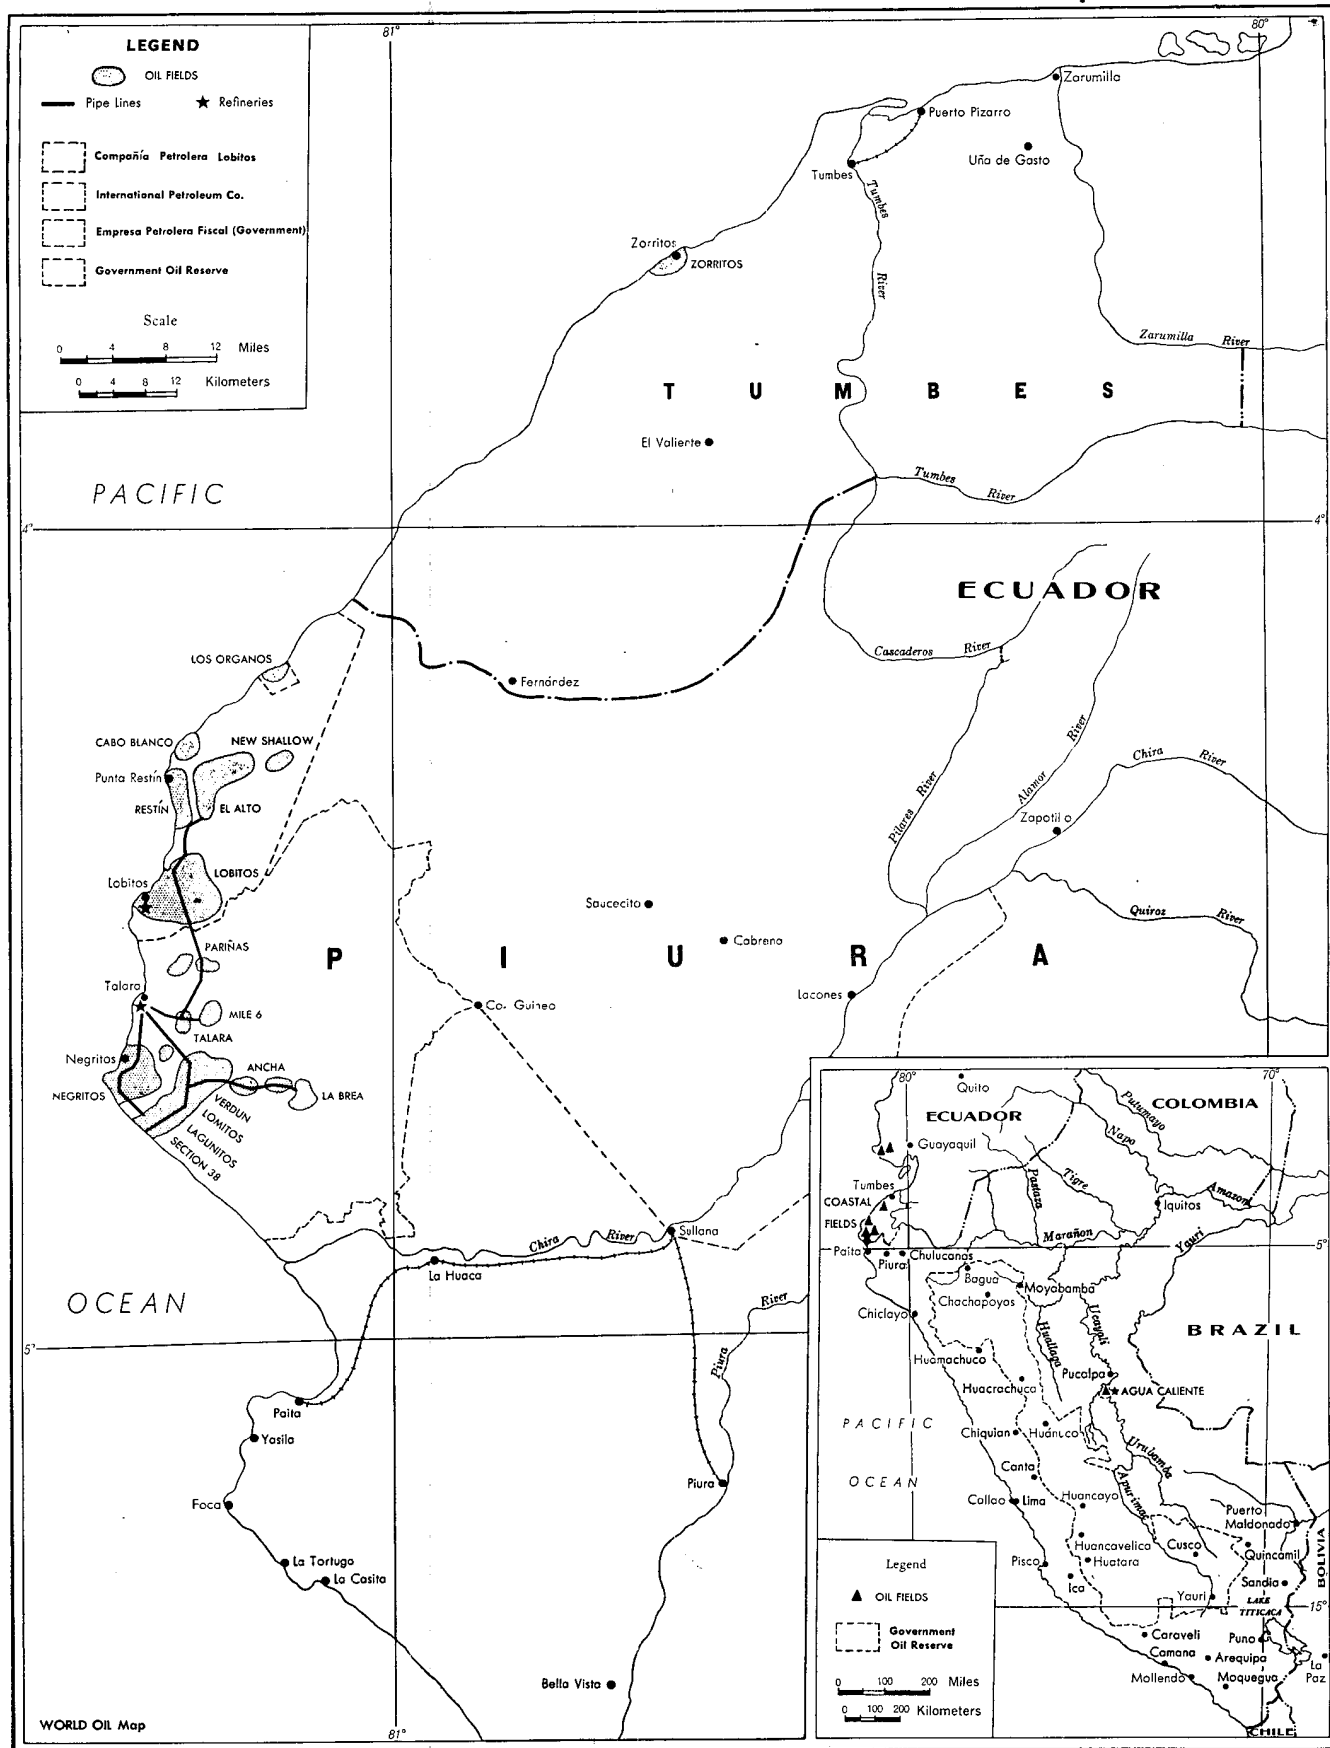 LEGEND
OIL FIELDS
Pipe Lines
Refineries
Compañía Petrolera Lobitos
International Petroleum Co.
Empresa Petrolera Fiscal (Government)
Government Oil Reserve
Scale
0 4 8 12 Miles
0 4 8 12 Kilometers
81°
80°
Zarumilla
Puerto Pizarro
Uña de Gasto
Tumbes
Tumbes
River
Zorritos
ZORRITOS
Zarumilla River
T U M B E S
El Valiente
PACIFIC
Tumbes River
4°
4°
ECUADOR
Cascaderos River
LOS ORGANOS
Fernández
CABO BLANCO
NEW SHALLOW
Punta Restín
RESTÍN
EL ALTO
Pilares River
Alamor River
Chira River
Zapotillo
LOBITOS
Lobitos
Saucecito
Quiroz River
Cabrena
PARIÑAS
P I U R A
Talara
Co. Guineo
Lacones
MILE 6
TALARA
Negritos
ANCHA
NEGRITOS
LA BREA
VERDUN
LOMITOS
LAGUNITOS
SECTION 38
Sullana
Chira River
La Huaca
OCEAN
River
Piura
5°
Paita
Yasila
Piura
Foca
La Tortugo
La Casita
Bella Vista
WORLD OIL Map
81°
80°
70°
Quito
ECUADOR
COLOMBIA
Putumayo
Napo
Guayaquil
Tigre
Pastaza
Amazon
Tumbes
COASTAL
FIELDS
Iquitos
Marañon
Yauri
5°
Paita
Piura
Chulucanas
Bagua
Moyabamba
Chachapoyas
Chiclayo
Ucayali
Huallaga
BRAZIL
Huamachuco
Pucalpa
Huacrachuca
AGUA CALIENTE
PACIFIC
Chiquian
Huánuco
Urubamba
OCEAN
Canta
Apurimac
Callao
Lima
Huancayo
Puerto
Maldonado
Huancavelica
Huatara
Cusco
Quincamil
BOLIVIA
Pisco
Ica
Sandia
Yauri
LAKE
TITICACA
15°
Caraveli
Puno
Camana
Arequipa
La
Paz
Mollendo
Moquegua
CHILE
Legend
OIL FIELDS
Government
Oil Reserve
0 100 200 Miles
0 100 200 Kilometers